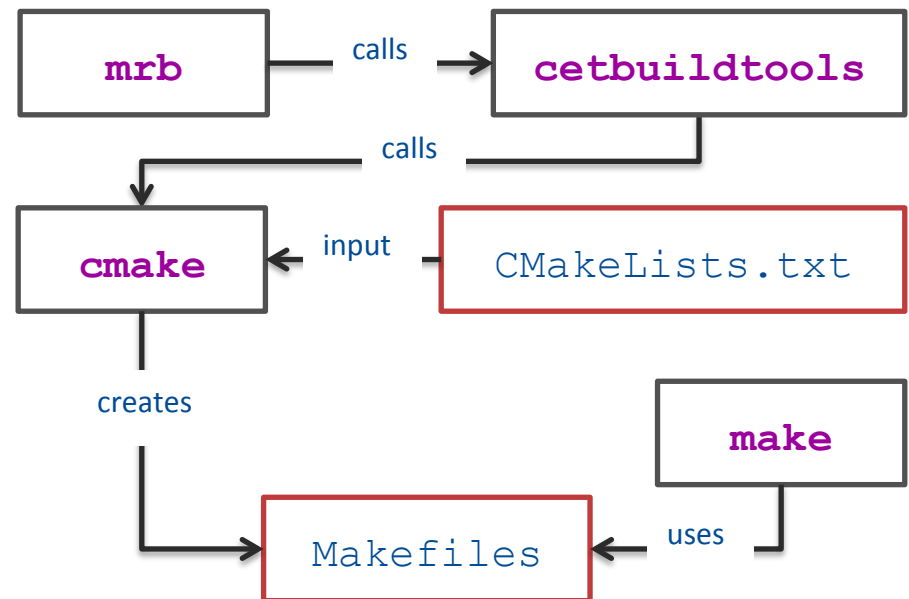 mrb
calls
cetbuildtools
calls
cmake
input
CMakeLists.txt
creates
make
Makefiles
uses